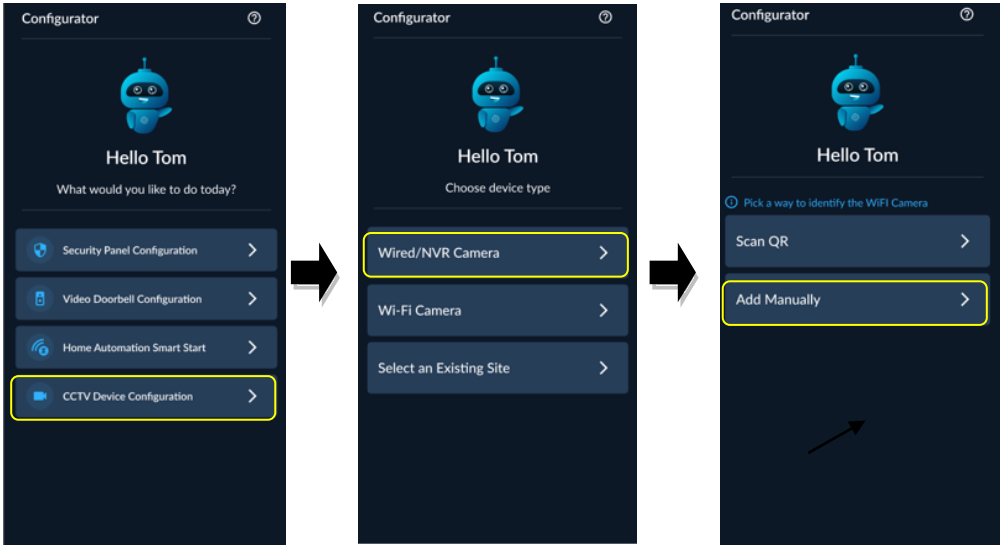 Configurator
Hello Tom
What would you like to do today?
Security Panel Configuration
Video Doorbell Configuration
Home Automation Smart Start
CCTV Device Configuration
Configurator
Hello Tom
Choose device type
Wired/NVR Camera
Wi-Fi Camera
Select an Existing Site
Configurator
Hello Tom
Pick a way to identify the WiFI Camera
Scan QR
Add Manually